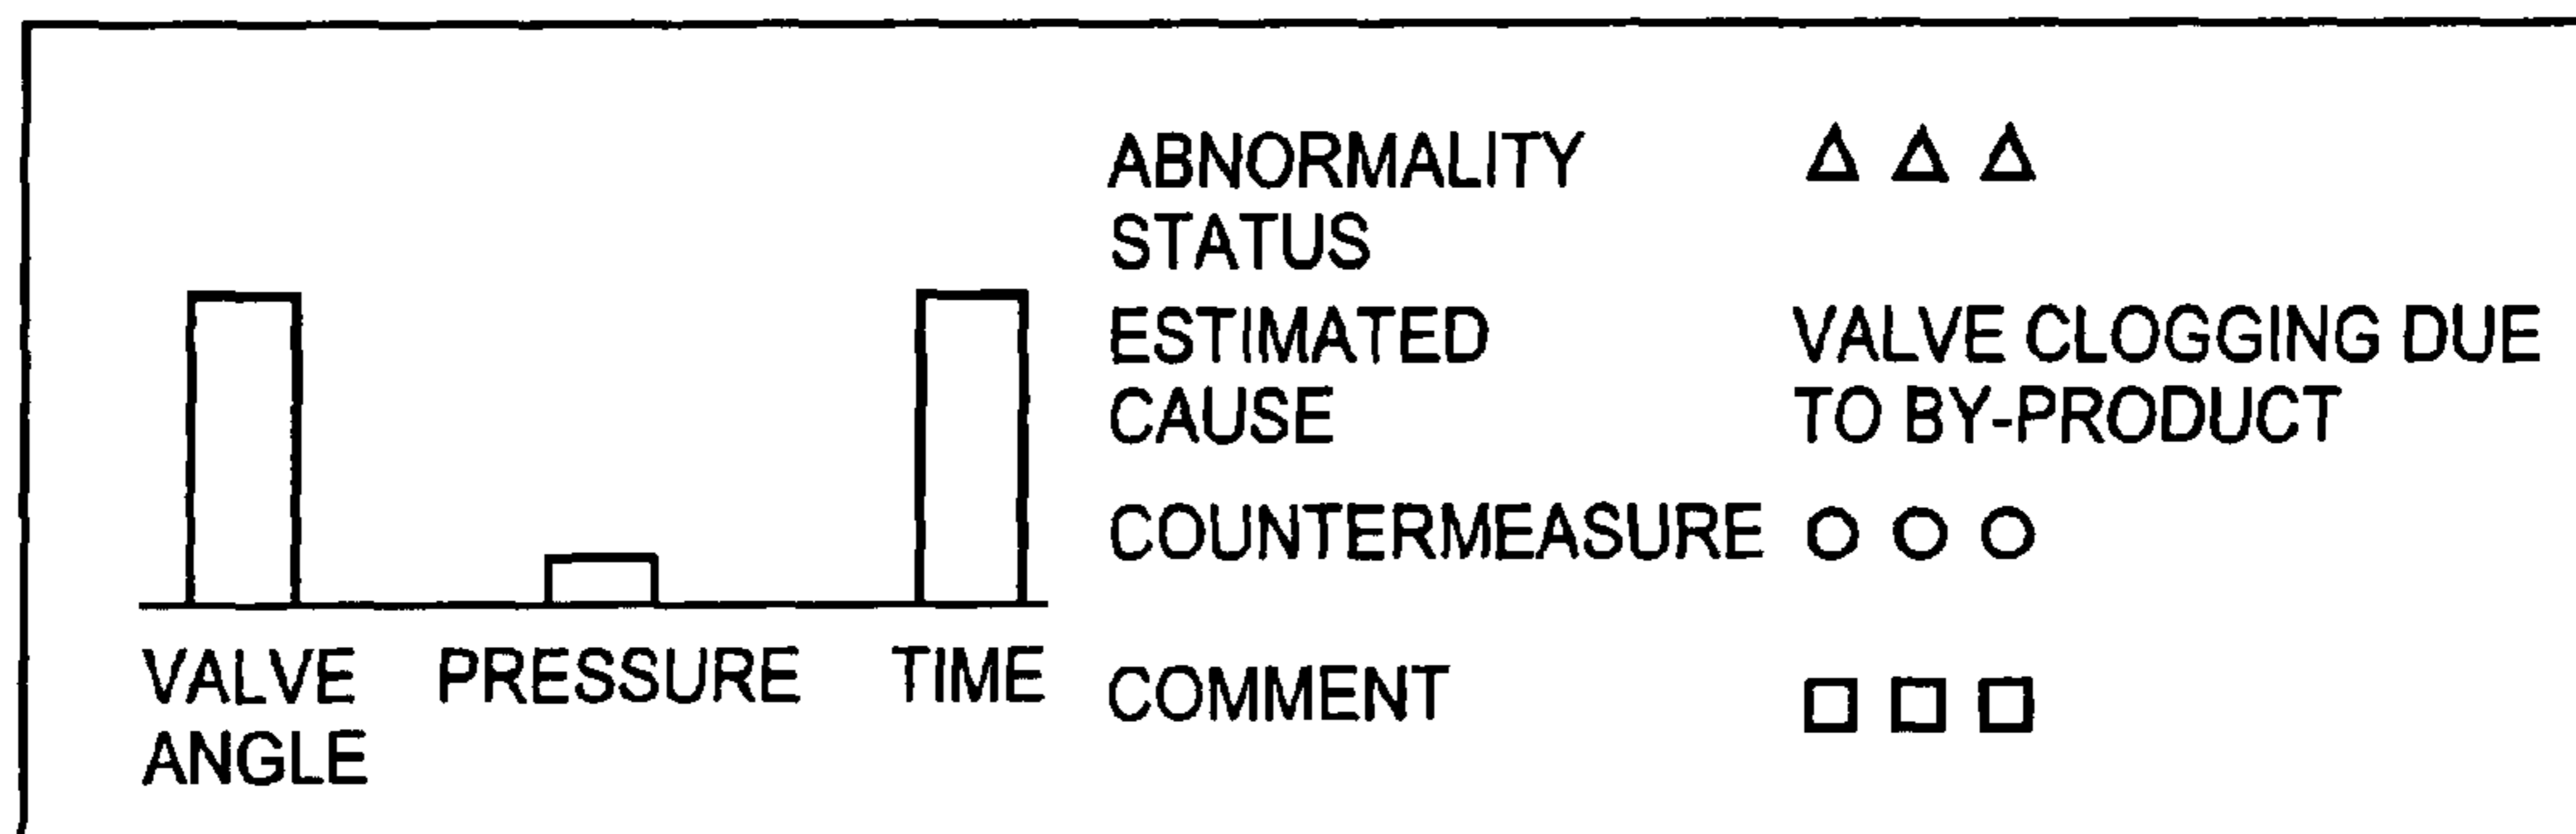 ABNORMALITY STATUS △ △ △
ESTIMATED CAUSE VALVE CLOGGING DUE TO BY-PRODUCT
COUNTERMEASURE ○ ○ ○
COMMENT □ □ □
VALVE ANGLE
PRESSURE
TIME